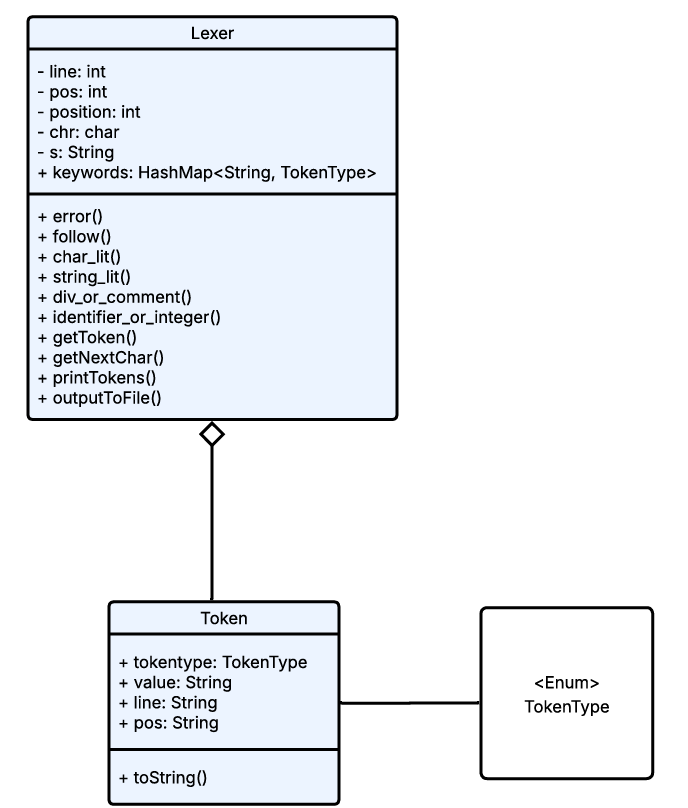 Lexer
- line: int
- pos: int
- position: int
- chr: char
- s: String
+ keywords: HashMap<String, TokenType>
+ error()
+ follow()
+ char_lit()
+ string_lit()
+ div_or_comment()
+ identifier_or_integer()
+ getToken()
+ getNextChar()
+ printTokens()
+ outputToFile()
Token
+ tokentype: TokenType
+ value: String
+ line: String
+ pos: String
+ toString()
<Enum>
TokenType